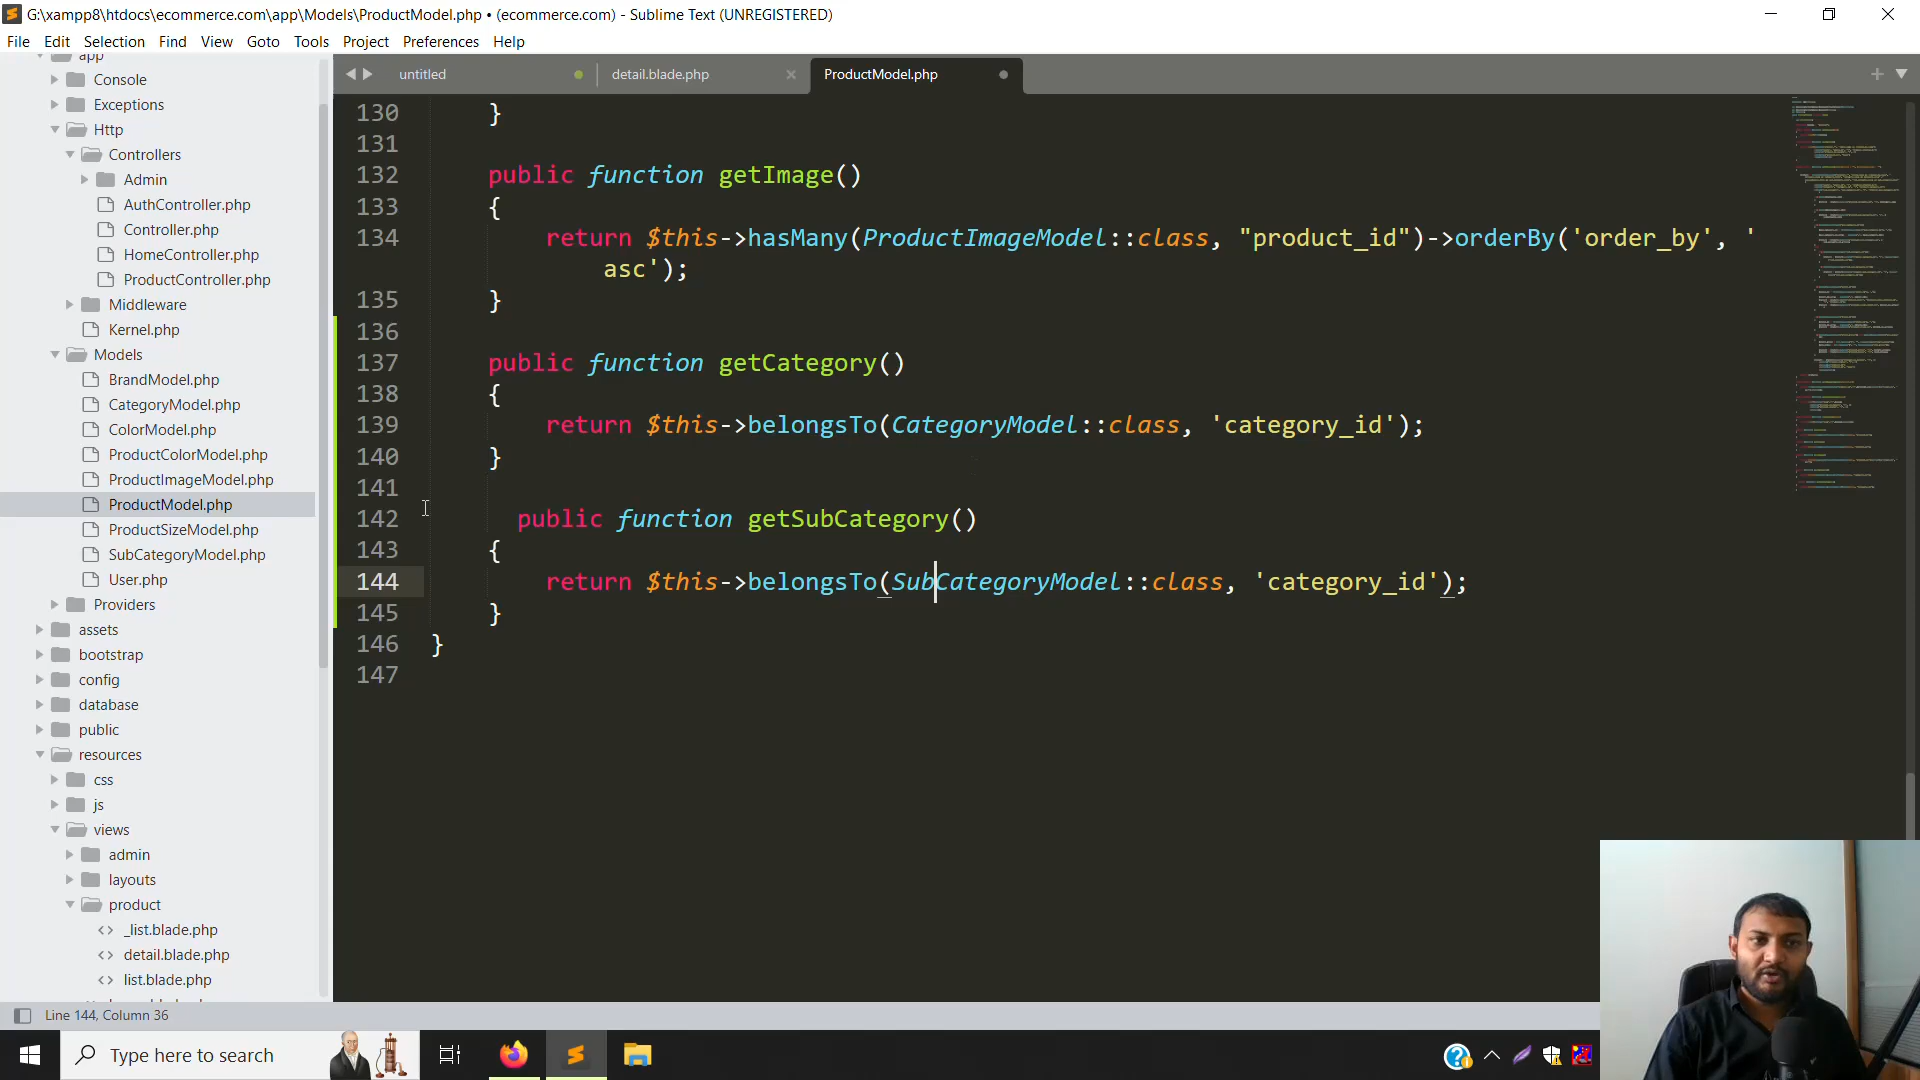 G:\xampp8\htdocs\ecommerce.com\app\Models\ProductModel.php • (ecommerce.com) - Sublime Text (UNREGISTERED)
File Edit Selection Find View Goto Tools Project Preferences Help
app
Console
Exceptions
Http
Controllers
Admin
AuthController.php
Controller.php
HomeController.php
ProductController.php
Middleware
Kernel.php
Models
BrandModel.php
CategoryModel.php
ColorModel.php
ProductColorModel.php
ProductImageModel.php
ProductModel.php
ProductSizeModel.php
SubCategoryModel.php
User.php
Providers
assets
bootstrap
config
database
public
resources
css
js
views
admin
layouts
product
_list.blade.php
detail.blade.php
list.blade.php
untitled detail.blade.php ProductModel.php
130 }
131
132 public function getImage()
133 {
134 return $this->hasMany(ProductImageModel::class, "product_id")->orderBy('order_by', '
asc');
135 }
136
137 public function getCategory()
138 {
139 return $this->belongsTo(CategoryModel::class, 'category_id');
140 }
141
142 public function getSubCategory()
143 {
144 return $this->belongsTo(SubCategoryModel::class, 'category_id');
145 }
146 }
147
Line 144, Column 36
Type here to search